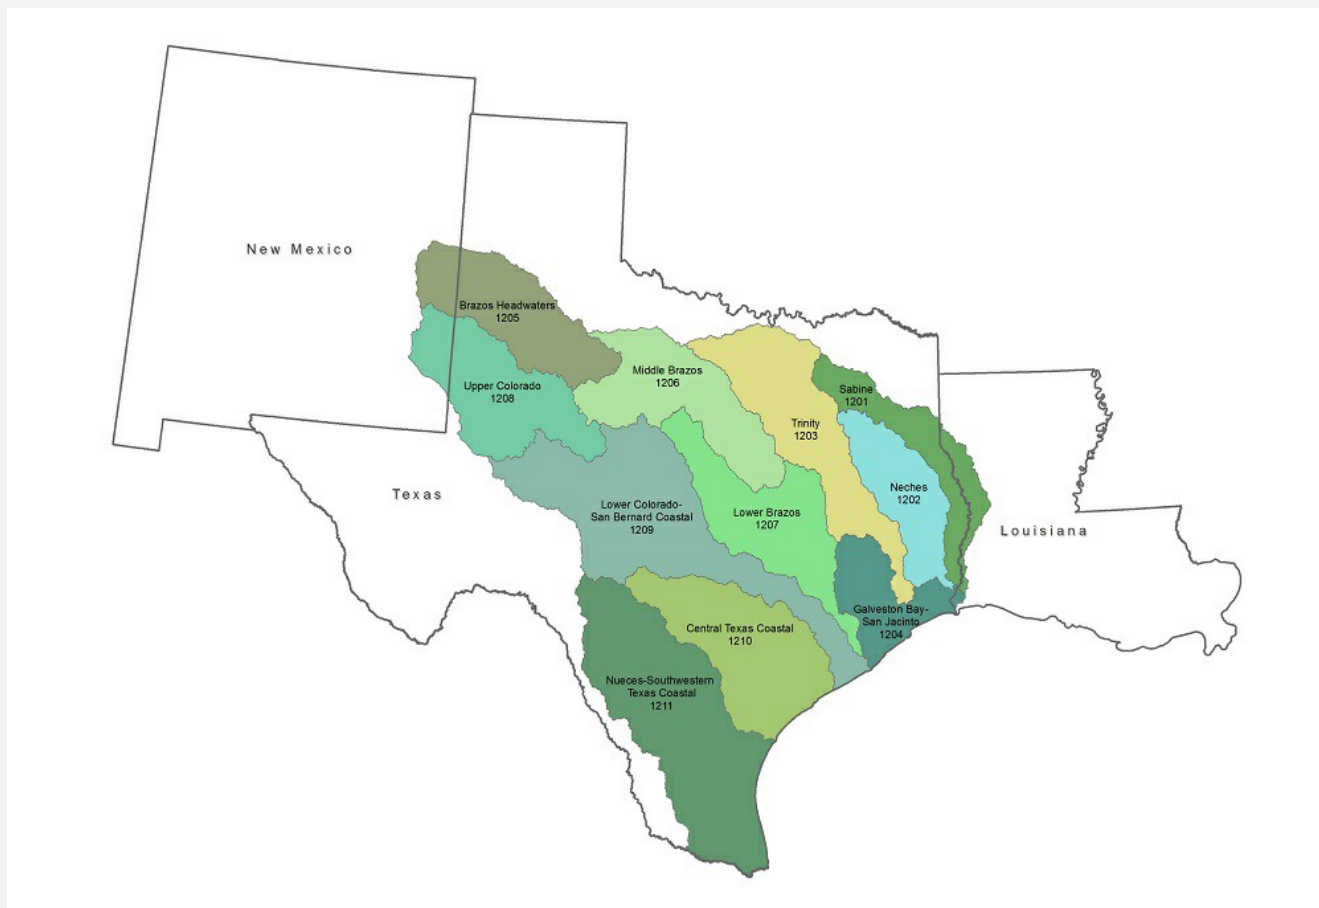 New Mexico
Brazos Headwaters
1205
Middle Brazos
1206
Upper Colorado
1208
Sabine
1201
Trinity
1203
Neches
1202
Texas
Lower Colorado-
San Bernard Coastal
1209
Lower Brazos
1207
Louisiana
Galveston Bay-
San Jacinto
1204
Central Texas Coastal
1210
Nueces-Southwestern
Texas Coastal
1211